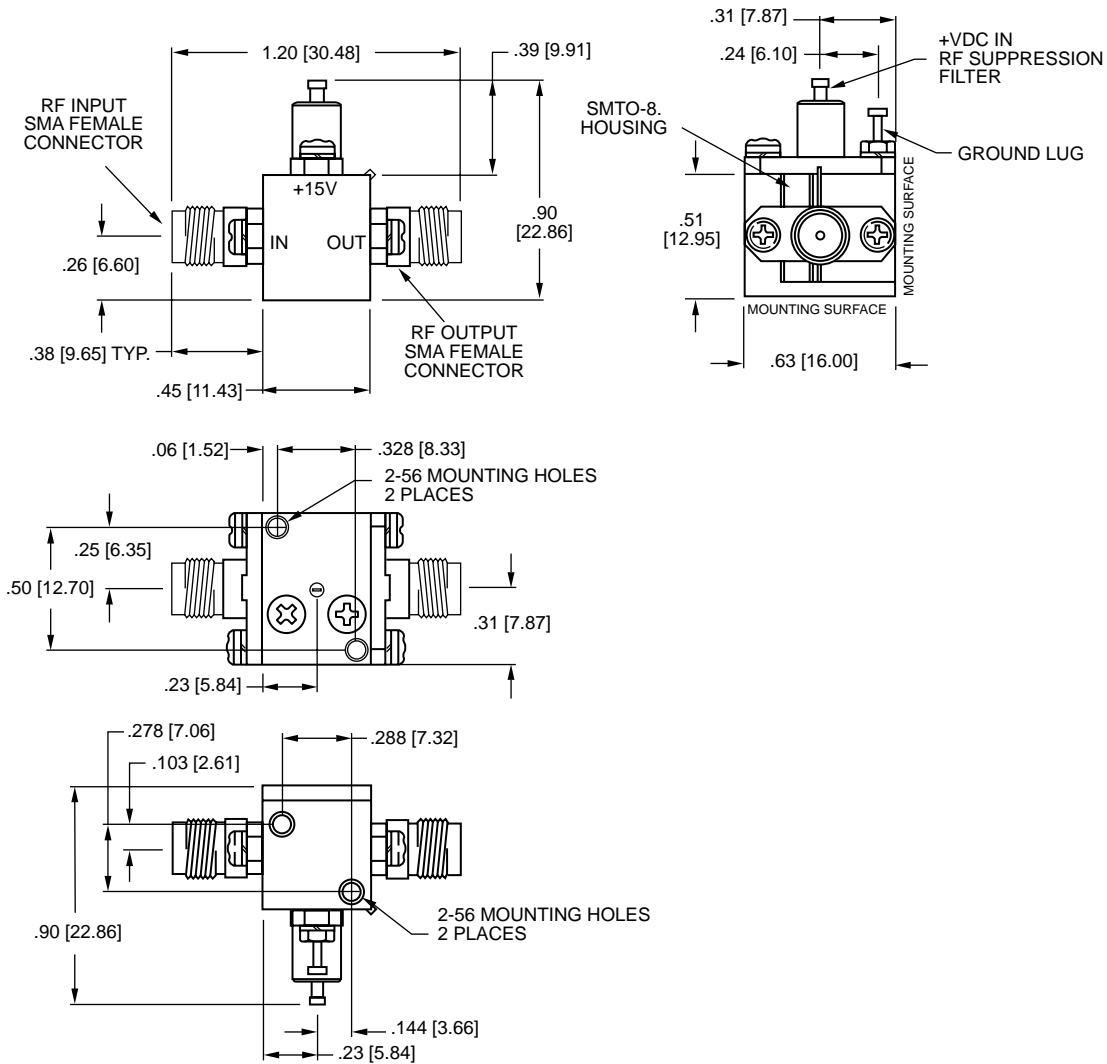 1.20 [30.48]
.39 [9.91]
RF INPUT
SMA FEMALE
CONNECTOR
+15V
IN
OUT
.90
[22.86]
.26 [6.60]
.38 [9.65] TYP.
.45 [11.43]
RF OUTPUT
SMA FEMALE
CONNECTOR
.31 [7.87]
.24 [6.10]
+VDC IN
RF SUPPRESSION
FILTER
SMTO-8.
HOUSING
GROUND LUG
.51
[12.95]
MOUNTING SURFACE
MOUNTING SURFACE
.63 [16.00]
.06 [1.52]
.328 [8.33]
2-56 MOUNTING HOLES
2 PLACES
.25 [6.35]
.50 [12.70]
.31 [7.87]
.23 [5.84]
.278 [7.06]
.288 [7.32]
.103 [2.61]
2-56 MOUNTING HOLES
2 PLACES
.90 [22.86]
.144 [3.66]
.23 [5.84]